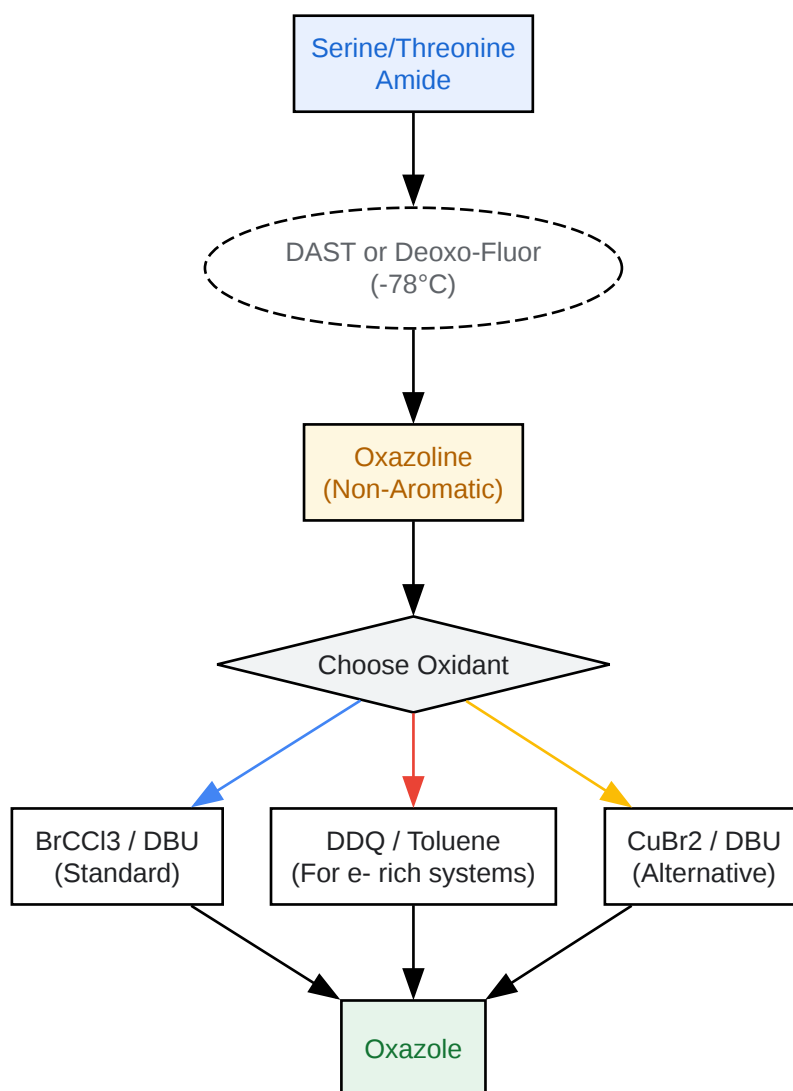 Serine/Threonine
Amide
DAST or Deoxo-Fluor
(-78°C)
Oxazoline
(Non-Aromatic)
Choose Oxidant
BrCCl3 / DBU
(Standard)
DDQ / Toluene
(For e- rich systems)
CuBr2 / DBU
(Alternative)
Oxazole